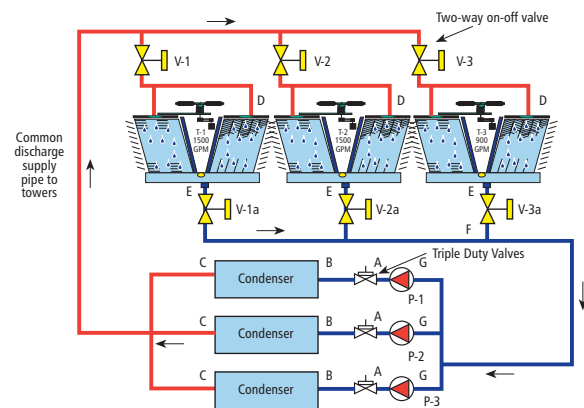 Two-way on-off valve
V-1
V-2
V-3
D
D
D
T-1
1500
GPM
T-2
1500
GPM
T-3
900
GPM
Common
discharge
supply
pipe to
towers
E
E
E
V-1a
V-2a
V-3a
F
Triple Duty Valves
C
Condenser
B
A
G
P-1
C
Condenser
B
A
G
P-2
C
Condenser
B
A
G
P-3